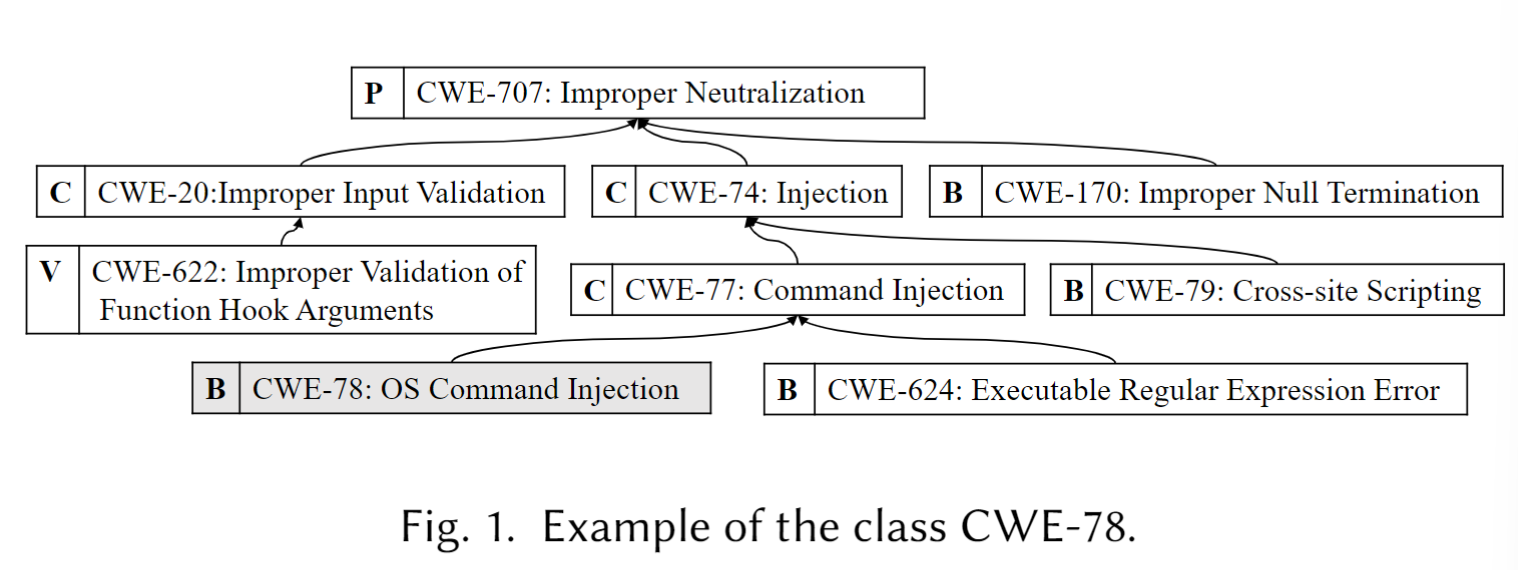 P CWE-707: Improper Neutralization
C CWE-20:Improper Input Validation C CWE-74: Injection B CWE-170: Improper Null Termination
V CWE-622: Improper Validation of
Function Hook Arguments
C CWE-77: Command Injection B CWE-79: Cross-site Scripting
B CWE-78: OS Command Injection B CWE-624: Executable Regular Expression Error
Fig. 1. Example of the class CWE-78.